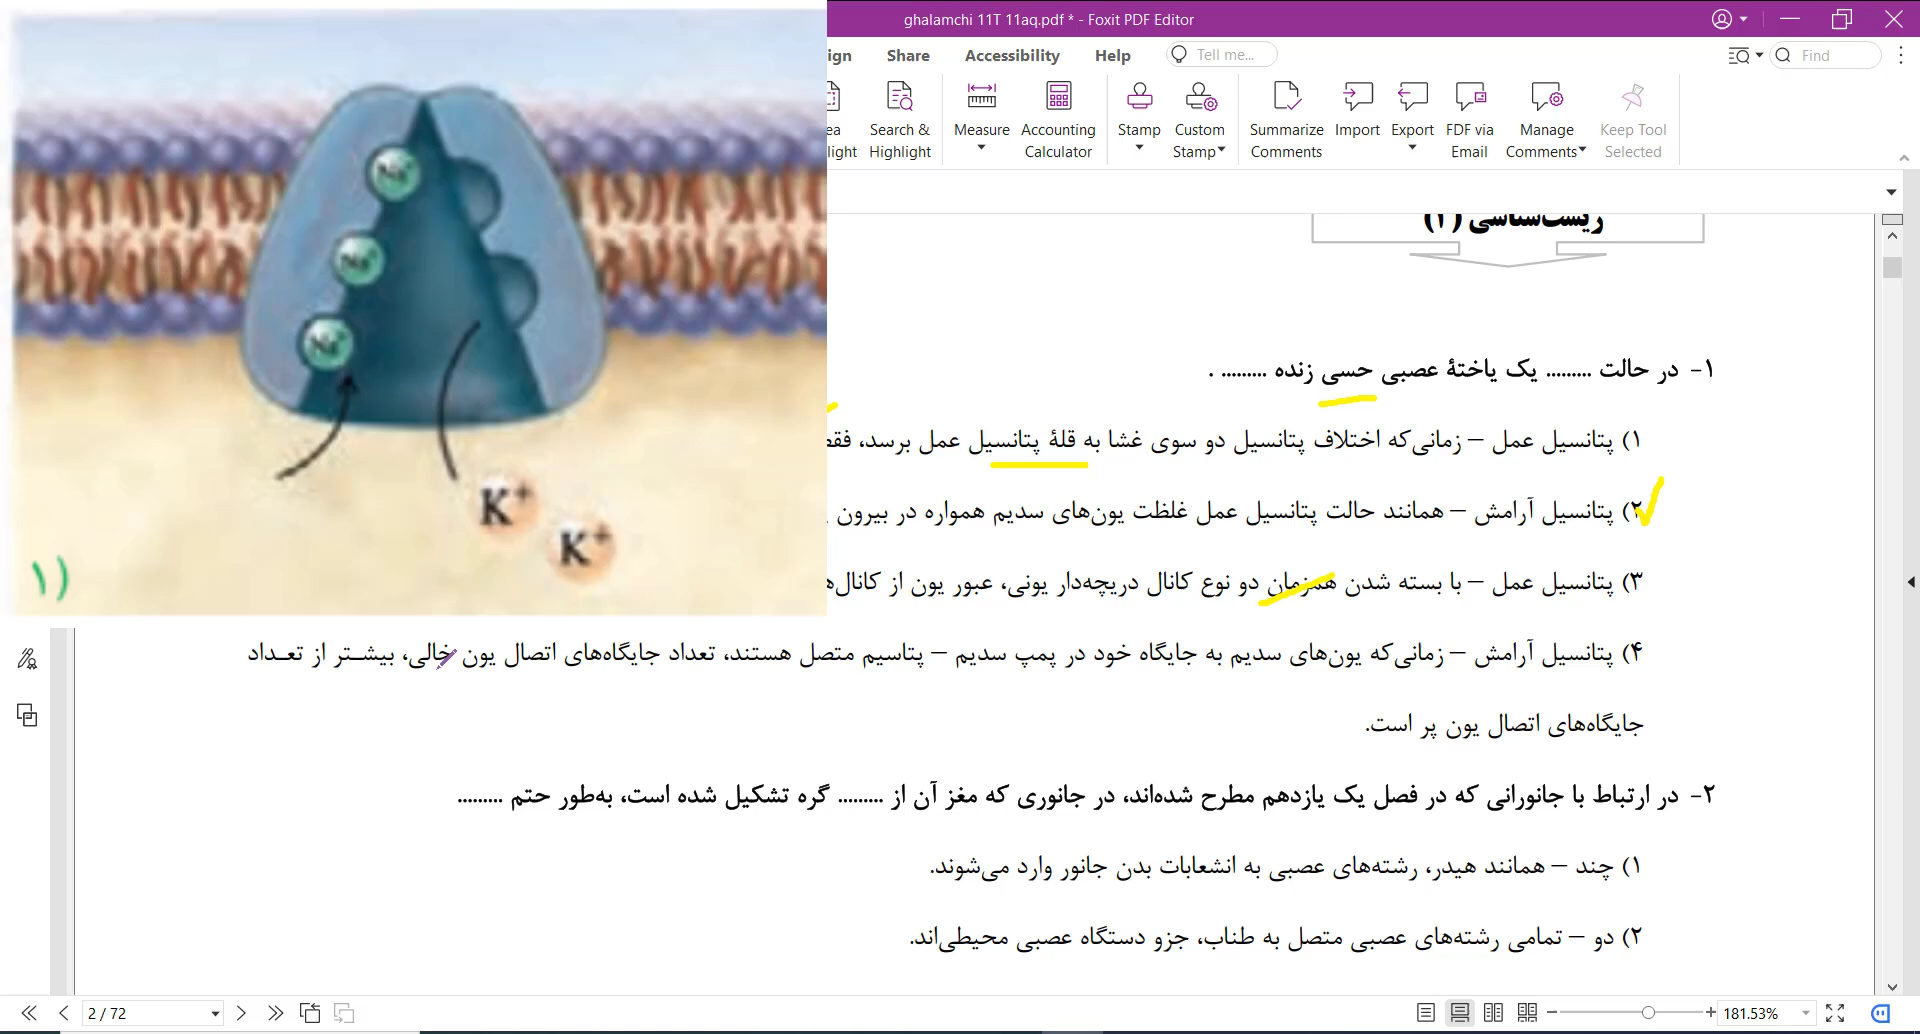 ghalamchi 11T 11aq.pdf * - Foxit PDF Editor
ign Share Accessibility Help Tell me... Find
ea Search & Measure Accounting Stamp Custom Summarize Import Export FDF via Manage Keep Tool
light Highlight Calculator Stamp Comments Email Comments Selected
زیست‌شناسی (۲)
۱- در حالت ......... یک یاختهٔ عصبی حسی زنده ......... .
۱) پتانسیل عمل – زمانی‌که اختلاف پتانسیل دو سوی غشا به قلهٔ پتانسیل عمل برسد، فقط
۲) پتانسیل آرامش – همانند حالت پتانسیل عمل غلظت یون‌های سدیم همواره در بیرون
۳) پتانسیل عمل – با بسته شدن همزمان دو نوع کانال دریچه‌دار یونی، عبور یون از کانال‌ه
۴) پتانسیل آرامش – زمانی‌که یون‌های سدیم به جایگاه خود در پمپ سدیم – پتاسیم متصل هستند، تعداد جایگاه‌های اتصال یون خالی، بیشـتر از تعـداد
جایگاه‌های اتصال یون پر است.
۲- در ارتباط با جانورانی که در فصل یک یازدهم مطرح شده‌اند، در جانوری که مغز آن از ......... گره تشکیل شده است، به‌طور حتم .........
۱) چند – همانند هیدر، رشته‌های عصبی به انشعابات بدن جانور وارد می‌شوند.
۲) دو – تمامی رشته‌های عصبی متصل به طناب، جزو دستگاه عصبی محیطی‌اند.
Na⁺
Na⁺
Na⁺
K⁺
K⁺
۱)
2 / 72
181.53%